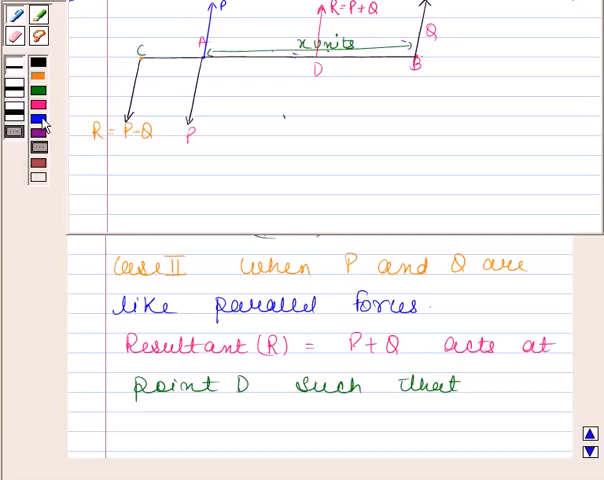 P
R=P+Q
Q
x units
C
A
D
B
R = P-Q
P
Case II when P and Q are
like parallel forces.
Resultant (R) = P+Q acts at
point D such that